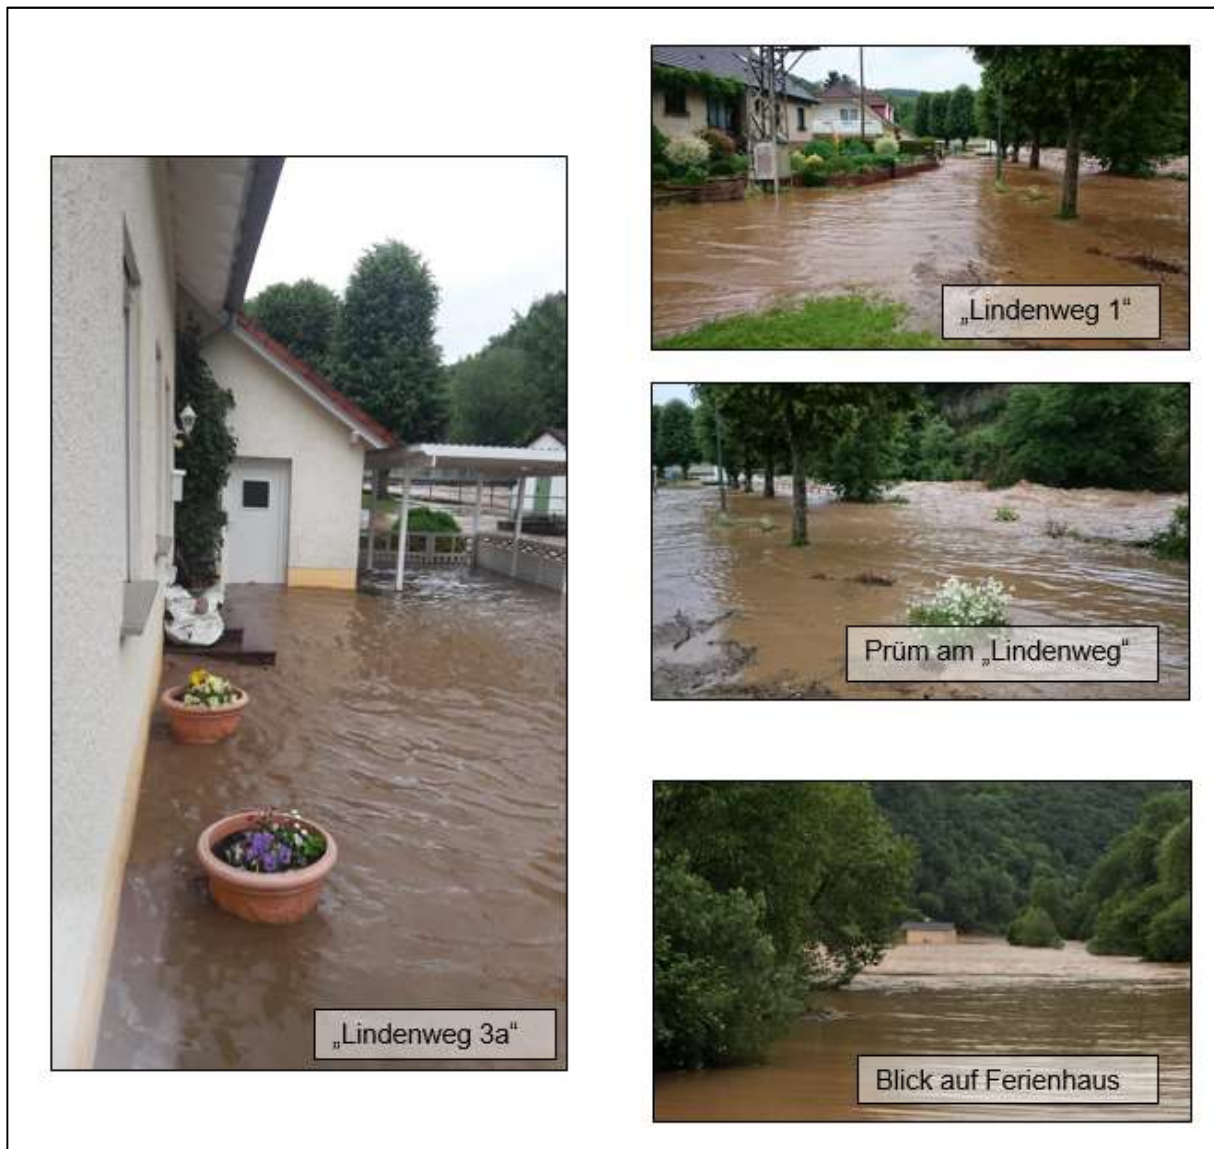 „Lindenweg 1“
„Lindenweg 3a“
Prüm am „Lindenweg“
Blick auf Ferienhaus